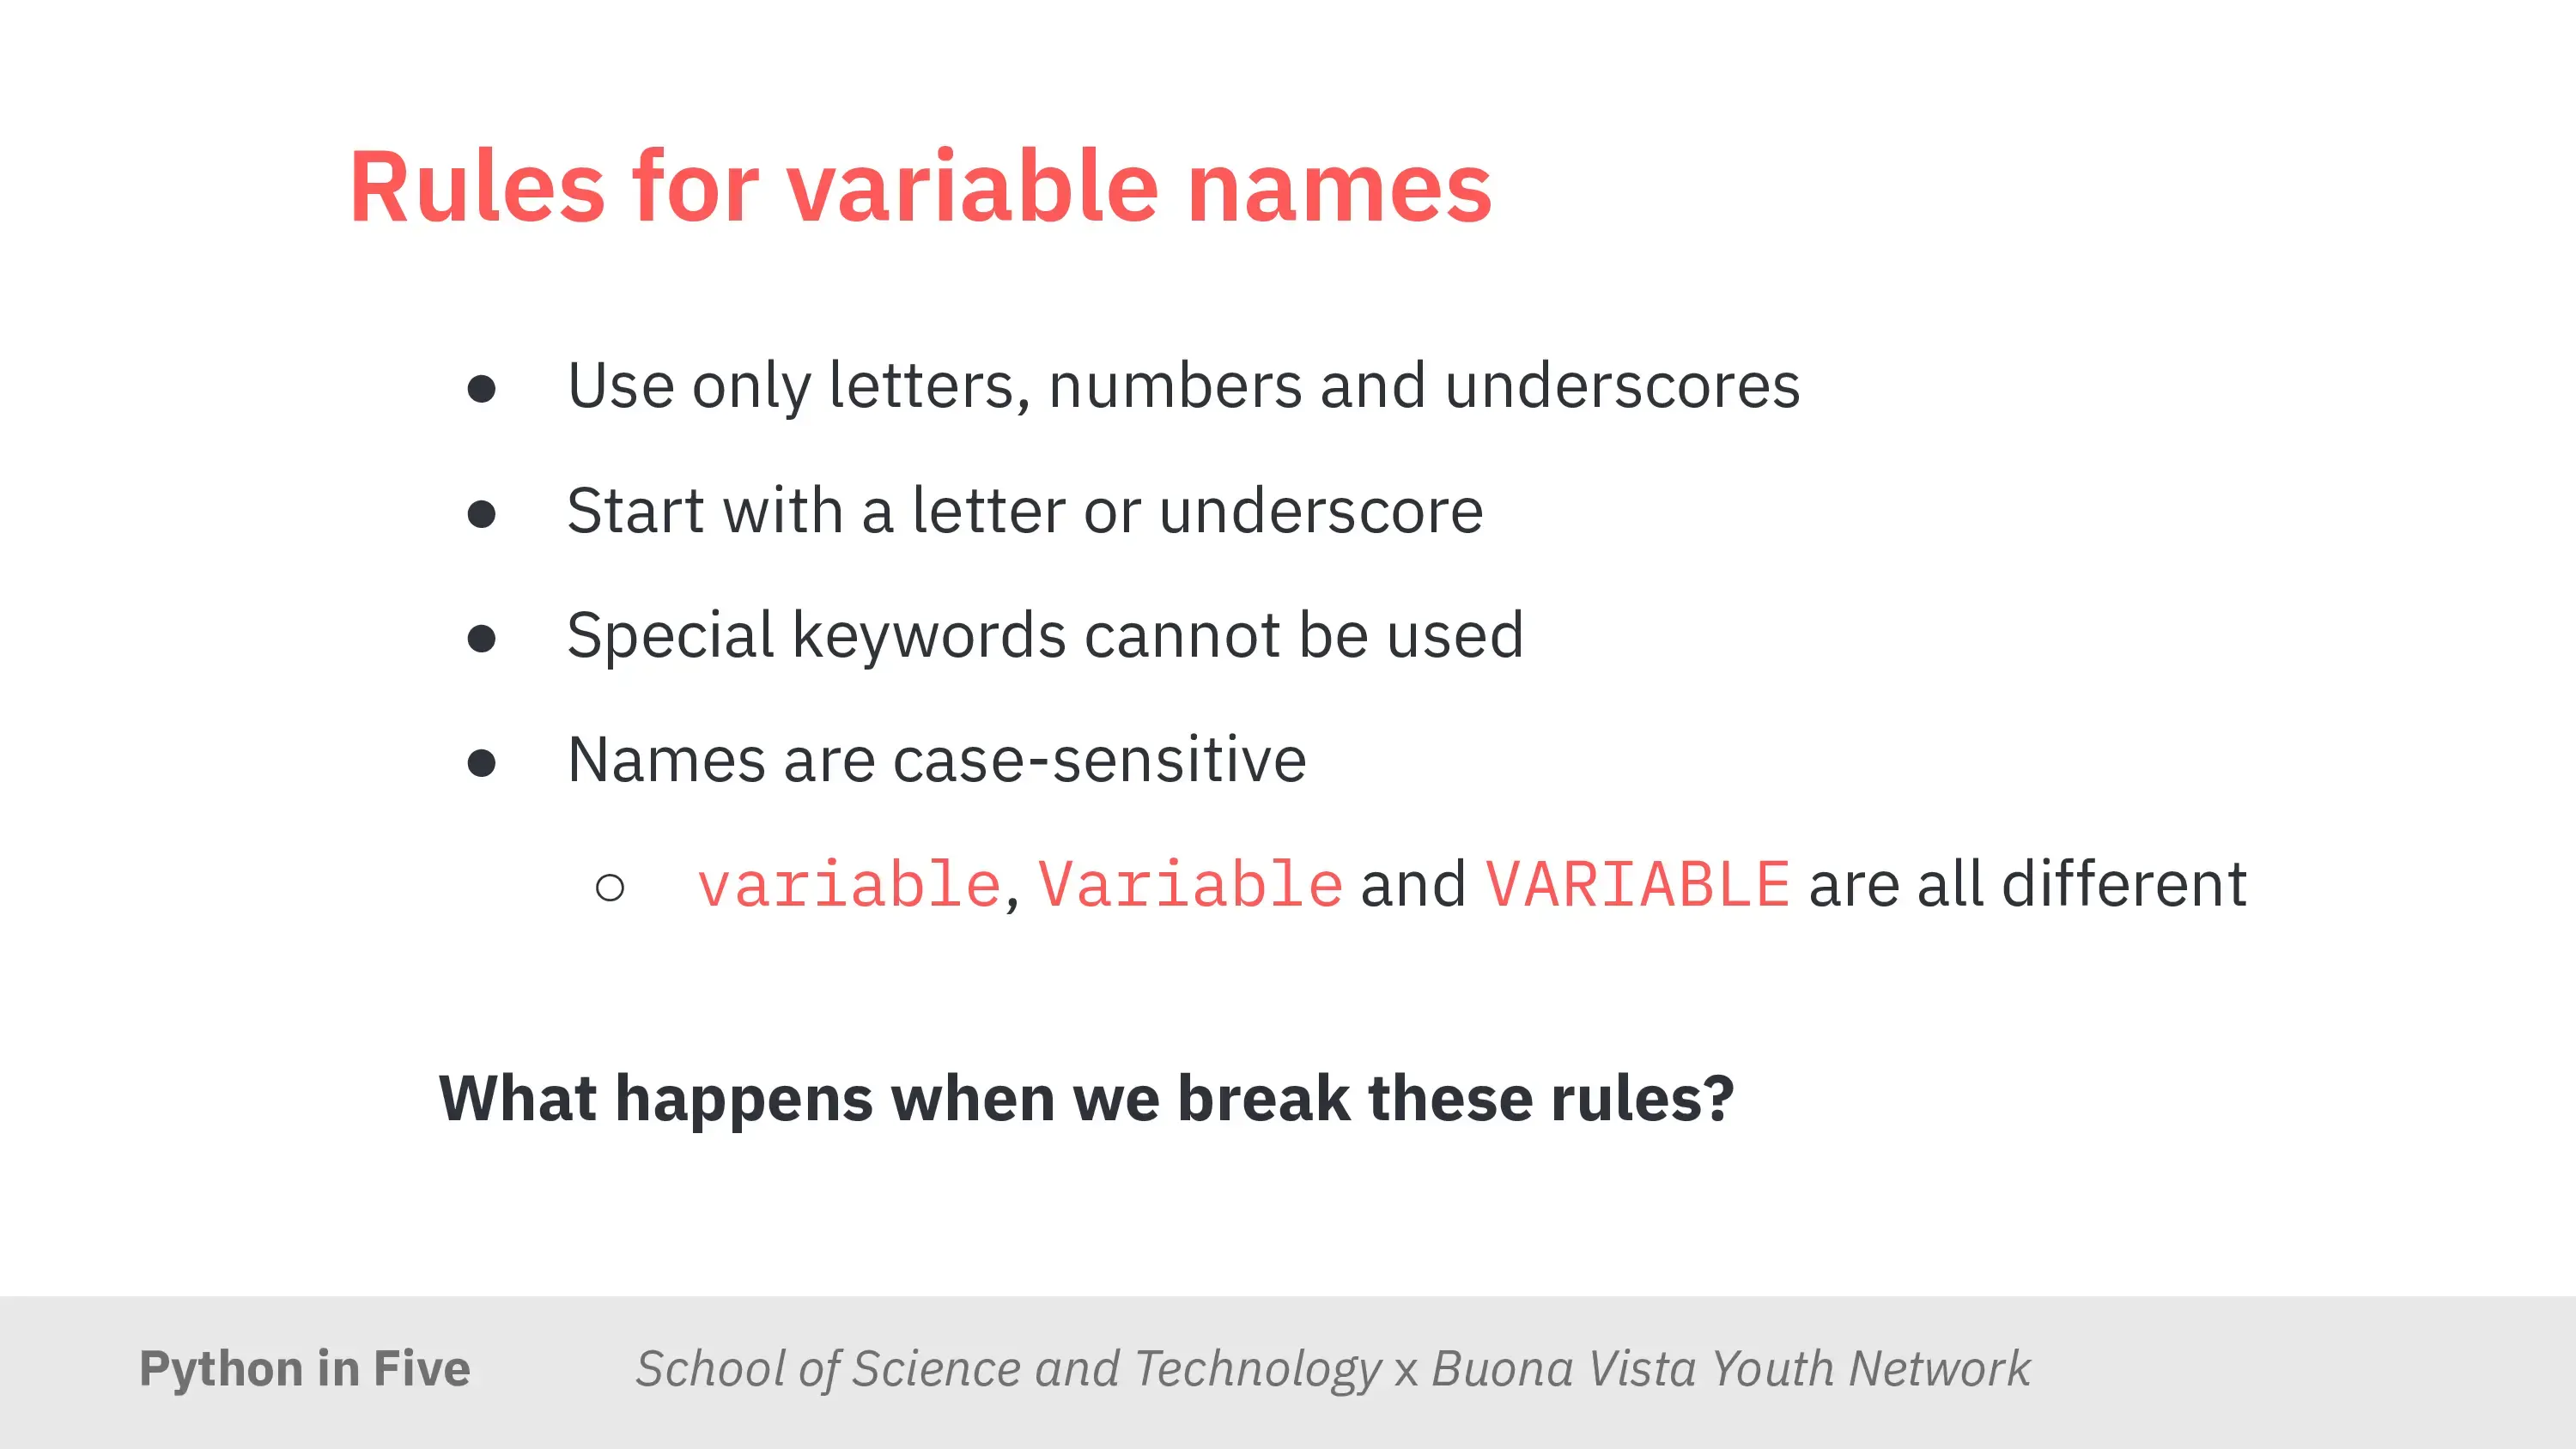 Rules for variable names
● Use only letters, numbers and underscores
● Start with a letter or underscore
● Special keywords cannot be used
● Names are case-sensitive
○ variable, Variable and VARIABLE are all different
What happens when we break these rules?
Python in Five School of Science and Technology x Buona Vista Youth Network